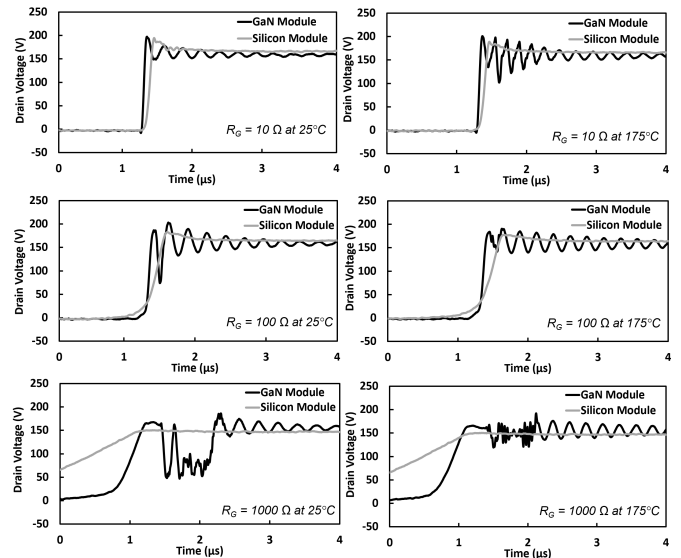 GaN Module
Silicon Module
Drain Voltage (V)
250
200
150
100
50
0
-50
R_G = 10 Ω at 25°C
0 1 2 3 4
Time (µs)
GaN Module
Silicon Module
Drain Voltage (V)
250
200
150
100
50
0
-50
R_G = 10 Ω at 175°C
0 1 2 3 4
Time (µs)
GaN Module
Silicon Module
Drain Voltage (V)
250
200
150
100
50
0
-50
R_G = 100 Ω at 25°C
0 1 2 3 4
Time (µs)
GaN Module
Silicon Module
Drain Voltage (V)
250
200
150
100
50
0
-50
R_G = 100 Ω at 175°C
0 1 2 3 4
Time (µs)
GaN Module
Silicon Module
Drain Voltage (V)
250
200
150
100
50
0
-50
R_G = 1000 Ω at 25°C
0 1 2 3 4
Time (µs)
GaN Module
Silicon Module
Drain Voltage (V)
250
200
150
100
50
0
-50
R_G = 1000 Ω at 175°C
0 1 2 3 4
Time (µs)